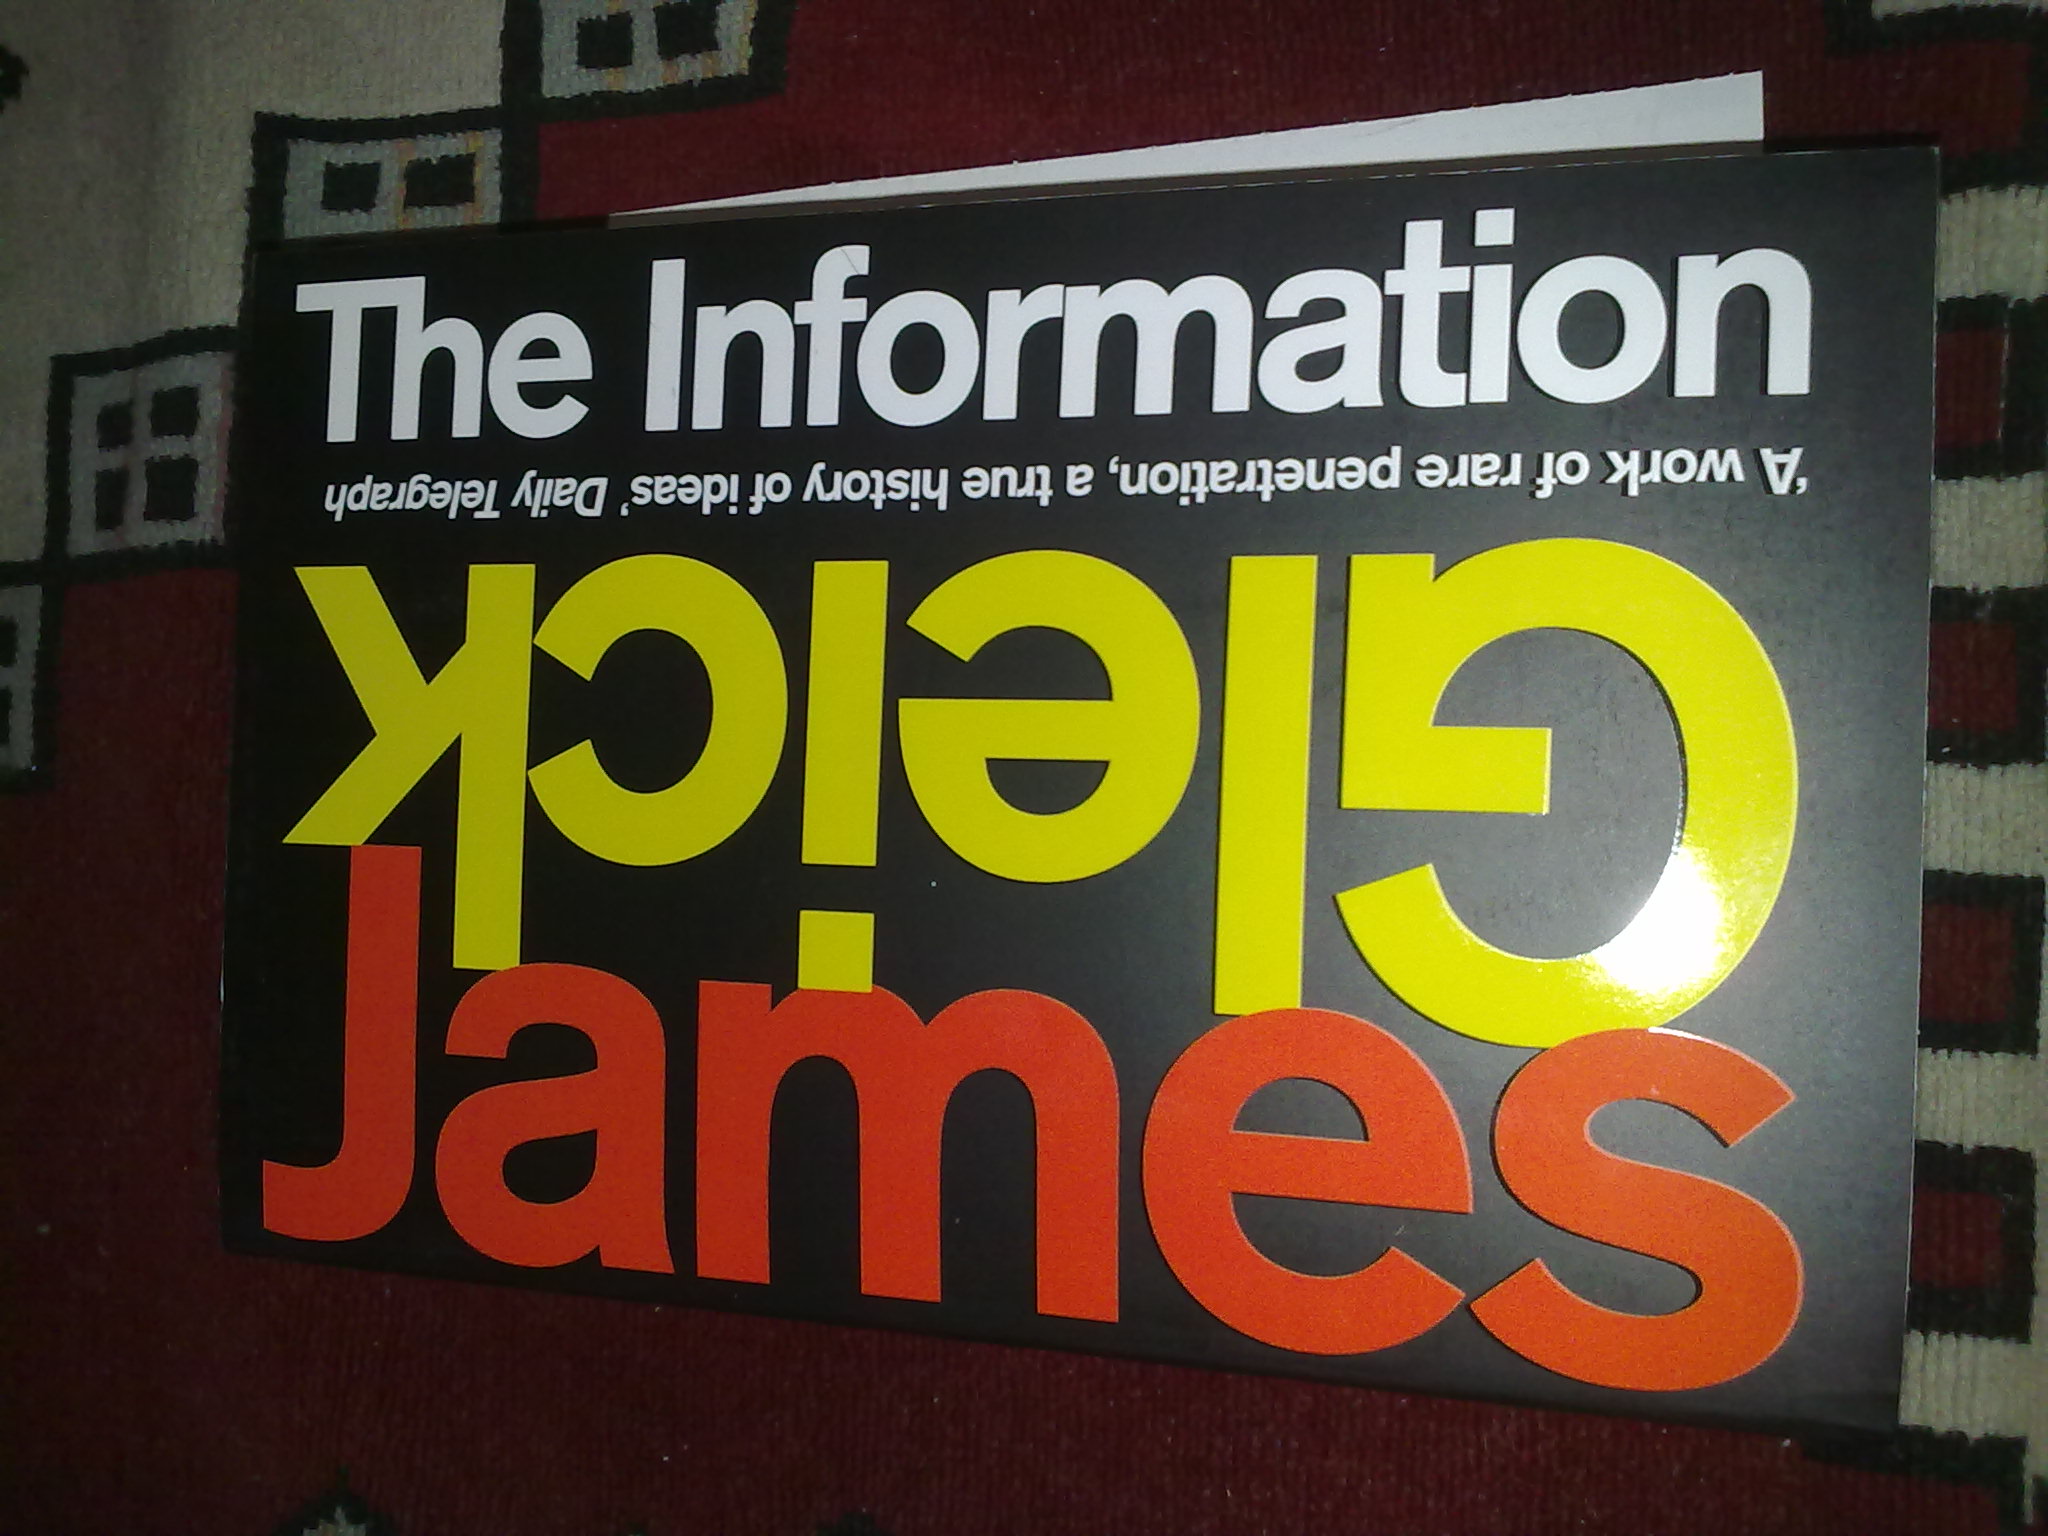 The Information
‘A work of rare penetration, a true history of ideas’ Daily Telegraph
Gleick
James